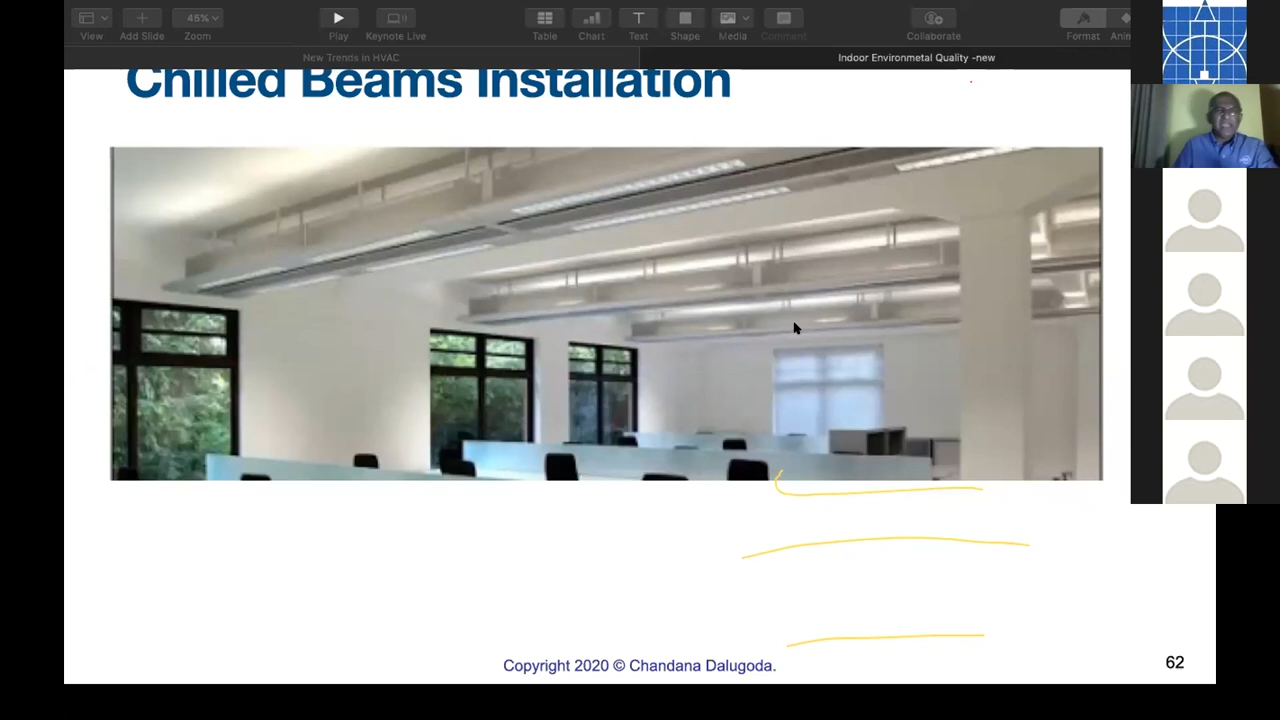 45%
View
Add Slide
Zoom
Play
Keynote Live
Table
Chart
Text
Shape
Media
Comment
Collaborate
Format
New Trends in HVAC
Indoor Environmetal Quality -new
Chilled Beams Installation
Copyright 2020 © Chandana Dalugoda.
62